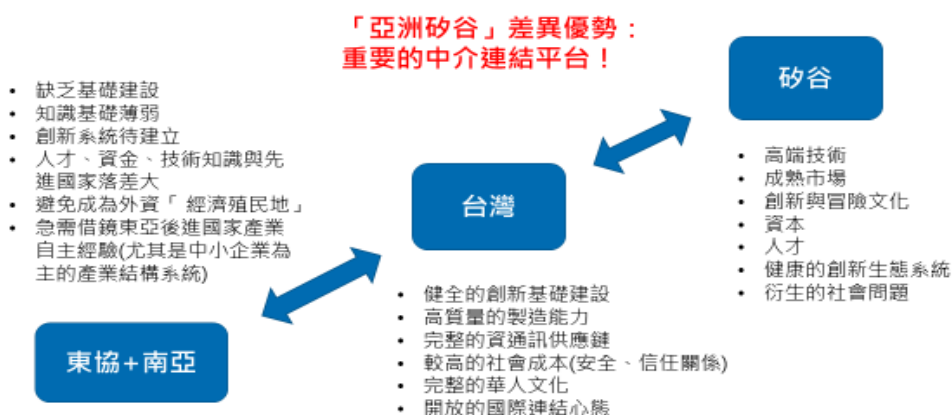 「亞洲矽谷」差異優勢：
重要的中介連結平台！
• 缺乏基礎建設
• 知識基礎薄弱
• 創新系統待建立
• 人才、資金、技術知識與先
進國家落差大
• 避免成為外資「 經濟殖民地」
• 急需借鏡東亞後進國家產業
自主經驗(尤其是中小企業為
主的產業結構系統)
東協+南亞
台灣
• 健全的創新基礎建設
• 高質量的製造能力
• 完整的資通訊供應鏈
• 較高的社會成本(安全、信任關係)
• 完整的華人文化
• 開放的國際連結心態
矽谷
• 高端技術
• 成熟市場
• 創新與冒險文化
• 資本
• 人才
• 健康的創新生態系統
• 衍生的社會問題